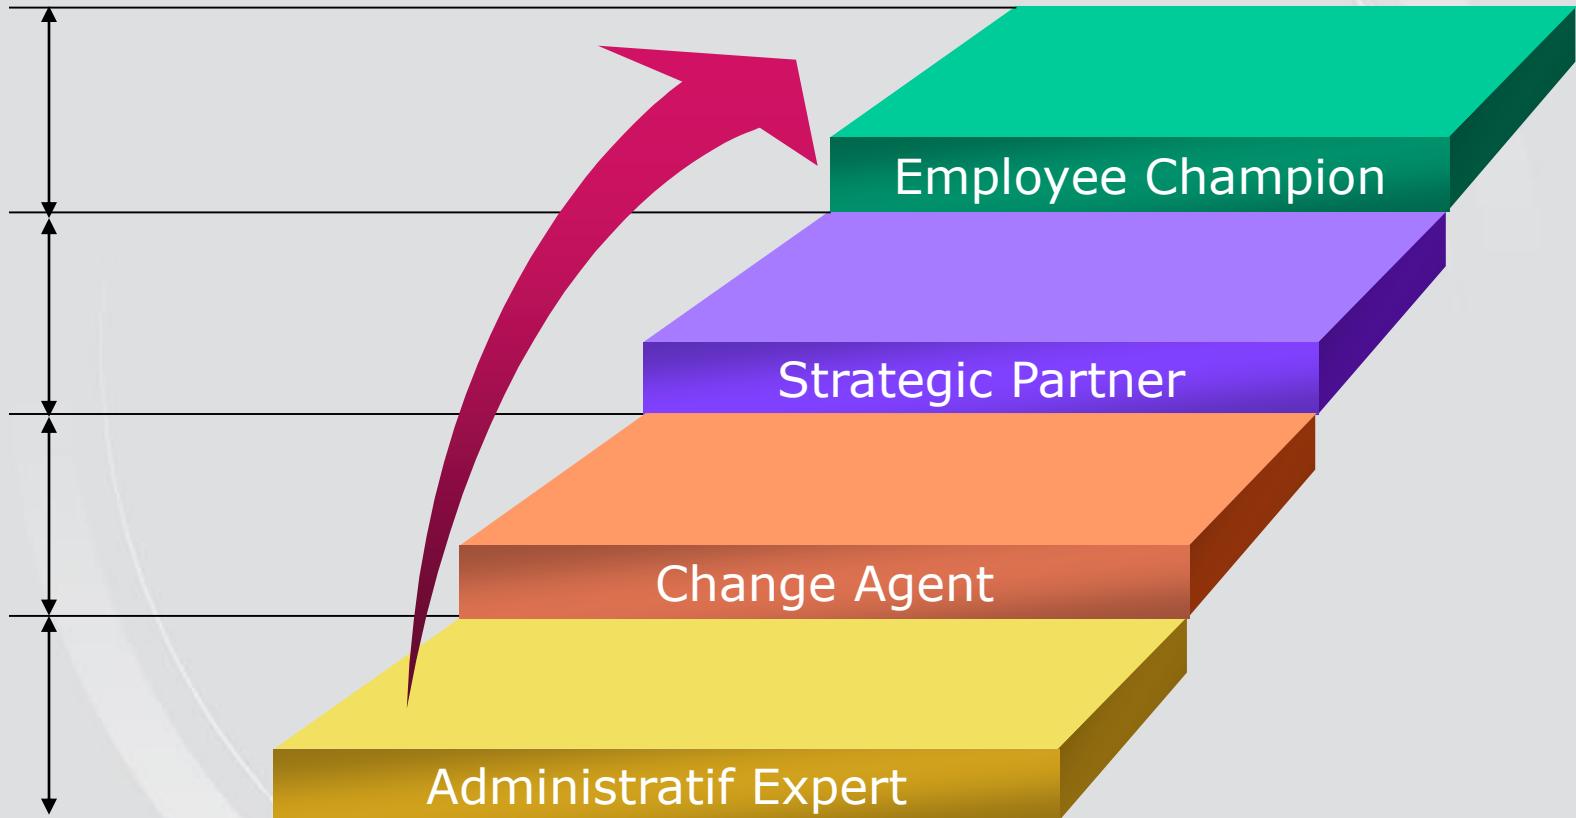 Employee Champion
Strategic Partner
Change Agent
Administratif Expert